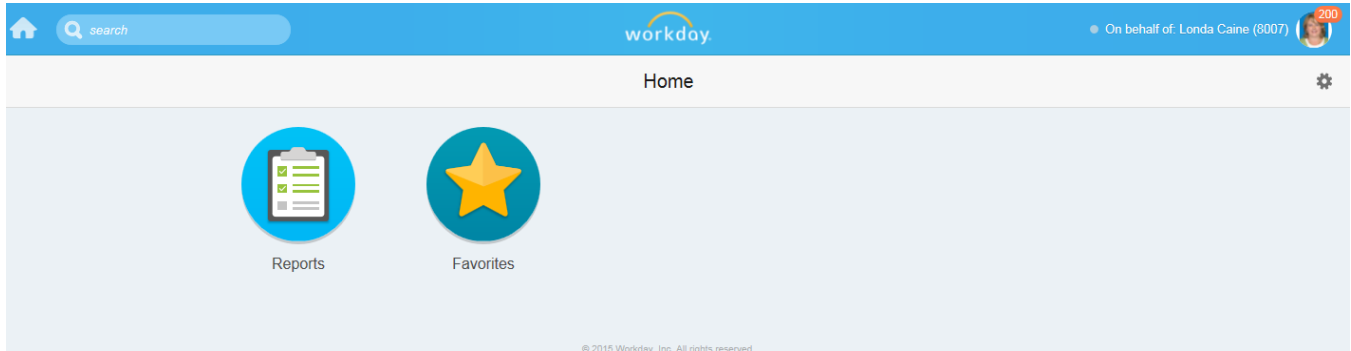 search
workday.
On behalf of: Londa Caine (8007)
200
Home
Reports
Favorites
© 2015 Workday, Inc. All rights reserved